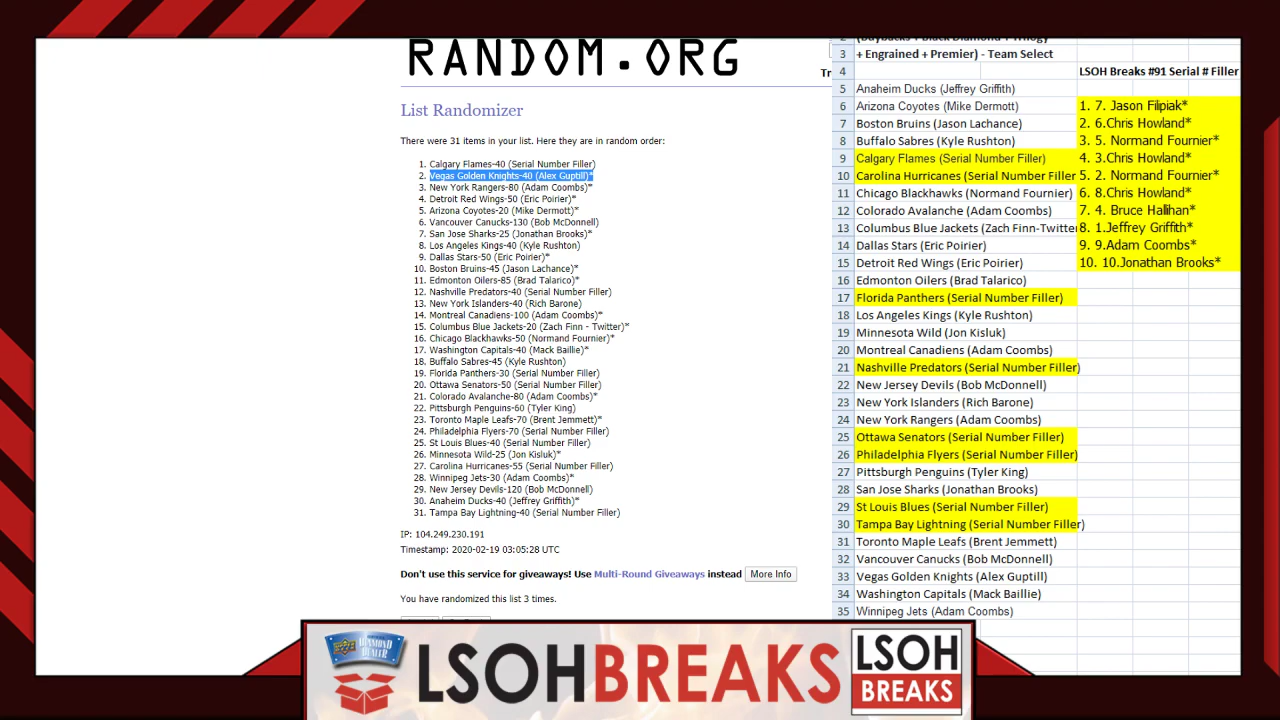 RANDOM.ORG
Tr
List Randomizer
There were 31 items in your list. Here they are in random order:
1. Calgary Flames-40 (Serial Number Filler)
2. Vegas Golden Knights-40 (Alex Guptill)*
3. New York Rangers-80 (Adam Coombs)*
4. Detroit Red Wings-50 (Eric Poirier)*
5. Arizona Coyotes-20 (Mike Dermott)*
6. Vancouver Canucks-130 (Bob McDonnell)
7. San Jose Sharks-25 (Jonathan Brooks)*
8. Los Angeles Kings-40 (Kyle Rushton)
9. Dallas Stars-50 (Eric Poirier)*
10. Boston Bruins-45 (Jason Lachance)*
11. Edmonton Oilers-85 (Brad Talarico)*
12. Nashville Predators-40 (Serial Number Filler)
13. New York Islanders-40 (Rich Barone)
14. Montreal Canadiens-100 (Adam Coombs)*
15. Columbus Blue Jackets-20 (Zach Finn - Twitter)*
16. Chicago Blackhawks-50 (Normand Fournier)*
17. Washington Capitals-40 (Mack Baillie)*
18. Buffalo Sabres-45 (Kyle Rushton)
19. Florida Panthers-30 (Serial Number Filler)
20. Ottawa Senators-50 (Serial Number Filler)
21. Colorado Avalanche-80 (Adam Coombs)*
22. Pittsburgh Penguins-60 (Tyler King)
23. Toronto Maple Leafs-70 (Brent Jemmett)*
24. Philadelphia Flyers-70 (Serial Number Filler)
25. St Louis Blues-40 (Serial Number Filler)
26. Minnesota Wild-25 (Jon Kisluk)*
27. Carolina Hurricanes-55 (Serial Number Filler)
28. Winnipeg Jets-30 (Adam Coombs)*
29. New Jersey Devils-120 (Bob McDonnell)
30. Anaheim Ducks-40 (Jeffrey Griffith)*
31. Tampa Bay Lightning-40 (Serial Number Filler)
IP: 104.249.230.191
Timestamp: 2020-02-19 03:05:28 UTC
Don't use this service for giveaways! Use Multi-Round Giveaways instead More Info
You have randomized this list 3 times.
2 (Buybacks + Black Diamond + Trilogy
3 + Engrained + Premier) - Team Select
4 LSOH Breaks #91 Serial # Filler
5 Anaheim Ducks (Jeffrey Griffith)
6 Arizona Coyotes (Mike Dermott) 1. 7. Jason Filipiak*
7 Boston Bruins (Jason Lachance) 2. 6.Chris Howland*
8 Buffalo Sabres (Kyle Rushton) 3. 5. Normand Fournier*
9 Calgary Flames (Serial Number Filler) 4. 3.Chris Howland*
10 Carolina Hurricanes (Serial Number Filler 5. 2. Normand Fournier*
11 Chicago Blackhawks (Normand Fournier) 6. 8.Chris Howland*
12 Colorado Avalanche (Adam Coombs) 7. 4. Bruce Hallihan*
13 Columbus Blue Jackets (Zach Finn-Twitter 8. 1.Jeffrey Griffith*
14 Dallas Stars (Eric Poirier) 9. 9.Adam Coombs*
15 Detroit Red Wings (Eric Poirier) 10. 10.Jonathan Brooks*
16 Edmonton Oilers (Brad Talarico)
17 Florida Panthers (Serial Number Filler)
18 Los Angeles Kings (Kyle Rushton)
19 Minnesota Wild (Jon Kisluk)
20 Montreal Canadiens (Adam Coombs)
21 Nashville Predators (Serial Number Filler)
22 New Jersey Devils (Bob McDonnell)
23 New York Islanders (Rich Barone)
24 New York Rangers (Adam Coombs)
25 Ottawa Senators (Serial Number Filler)
26 Philadelphia Flyers (Serial Number Filler)
27 Pittsburgh Penguins (Tyler King)
28 San Jose Sharks (Jonathan Brooks)
29 St Louis Blues (Serial Number Filler)
30 Tampa Bay Lightning (Serial Number Filler)
31 Toronto Maple Leafs (Brent Jemmett)
32 Vancouver Canucks (Bob McDonnell)
33 Vegas Golden Knights (Alex Guptill)
34 Washington Capitals (Mack Baillie)
35 Winnipeg Jets (Adam Coombs)
DIAMOND
DEALER
LSOHBREAKS
LSOH
BREAKS